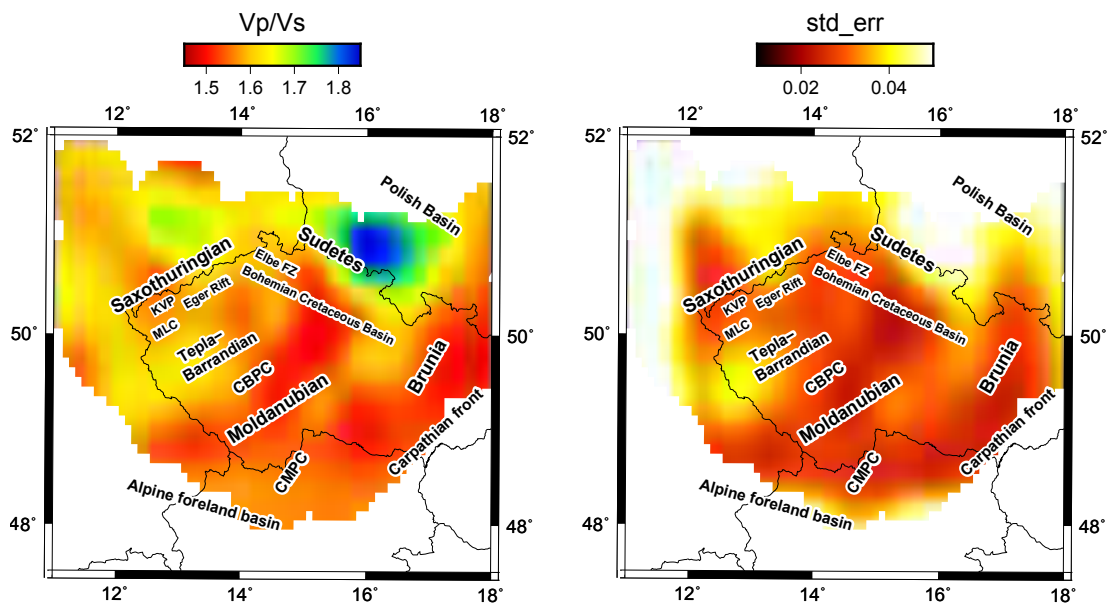 Vp/Vs
1.5 1.6 1.7 1.8
12˚ 14˚ 16˚ 18˚
52˚ 52˚
Polish Basin
Sudetes
Saxothuringian
Elbe FZ
KVP Eger Rift
Bohemian Cretaceous Basin
MLC
50˚ 50˚
Tepla–
Barrandian
CBPC
Brunia
Moldanubian
Carpathian front
CMPC
Alpine foreland basin
48˚ 48˚
12˚ 14˚ 16˚ 18˚
std_err
0.02 0.04
12˚ 14˚ 16˚ 18˚
52˚ 52˚
Polish Basin
Sudetes
Saxothuringian
Elbe FZ
KVP Eger Rift
Bohemian Cretaceous Basin
MLC
50˚ 50˚
Tepla–
Barrandian
CBPC
Brunia
Moldanubian
Carpathian front
CMPC
Alpine foreland basin
48˚ 48˚
12˚ 14˚ 16˚ 18˚